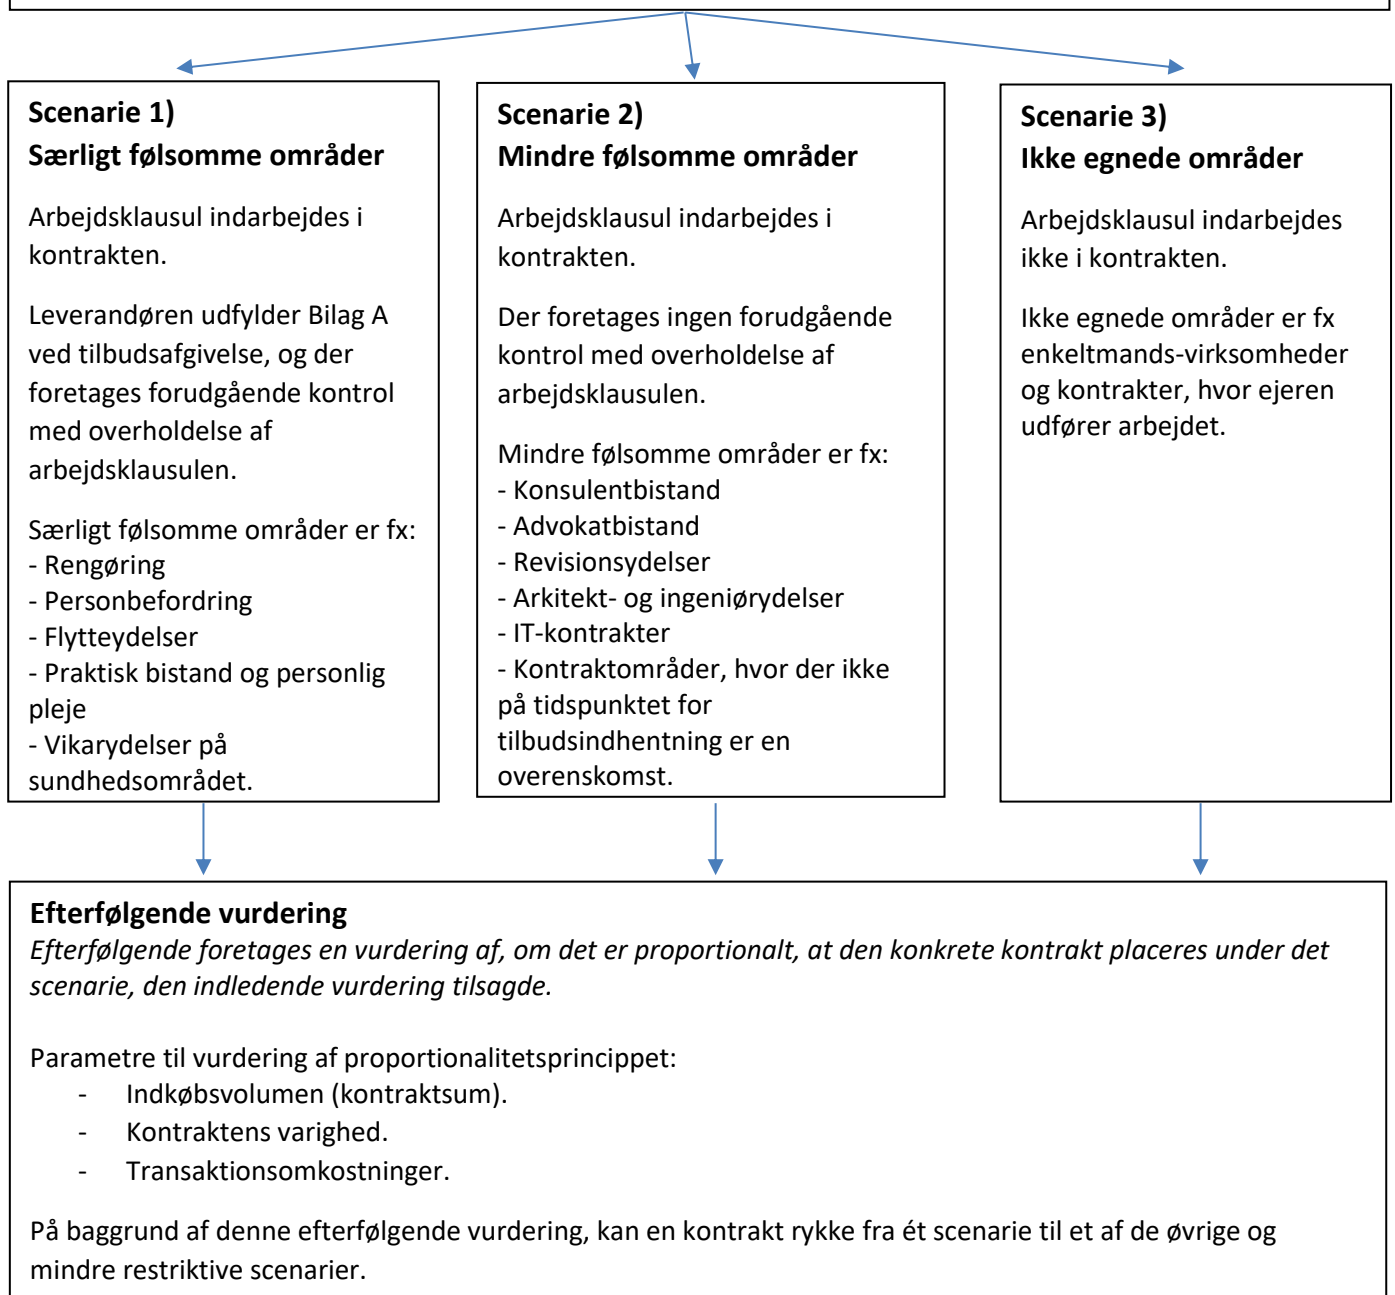 Scenarie 1)
Særligt følsomme områder
Arbejdsklausul indarbejdes i
kontrakten.
Leverandøren udfylder Bilag A
ved tilbudsafgivelse, og der
foretages forudgående kontrol
med overholdelse af
arbejdsklausulen.
Særligt følsomme områder er fx:
- Rengøring
- Personbefordring
- Flytteydelser
- Praktisk bistand og personlig
pleje
- Vikarydelser på
sundhedsområdet.
Scenarie 2)
Mindre følsomme områder
Arbejdsklausul indarbejdes i
kontrakten.
Der foretages ingen forudgående
kontrol med overholdelse af
arbejdsklausulen.
Mindre følsomme områder er fx:
- Konsulentbistand
- Advokatbistand
- Revisionsydelser
- Arkitekt- og ingeniørydelser
- IT-kontrakter
- Kontraktområder, hvor der ikke
på tidspunktet for
tilbudsindhentning er en
overenskomst.
Scenarie 3)
Ikke egnede områder
Arbejdsklausul indarbejdes
ikke i kontrakten.
Ikke egnede områder er fx
enkeltmands-virksomheder
og kontrakter, hvor ejeren
udfører arbejdet.
Efterfølgende vurdering
Efterfølgende foretages en vurdering af, om det er proportionalt, at den konkrete kontrakt placeres under det
scenarie, den indledende vurdering tilsagde.
Parametre til vurdering af proportionalitetsprincippet:
- Indkøbsvolumen (kontraktsum).
- Kontraktens varighed.
- Transaktionsomkostninger.
På baggrund af denne efterfølgende vurdering, kan en kontrakt rykke fra ét scenarie til et af de øvrige og
mindre restriktive scenarier.